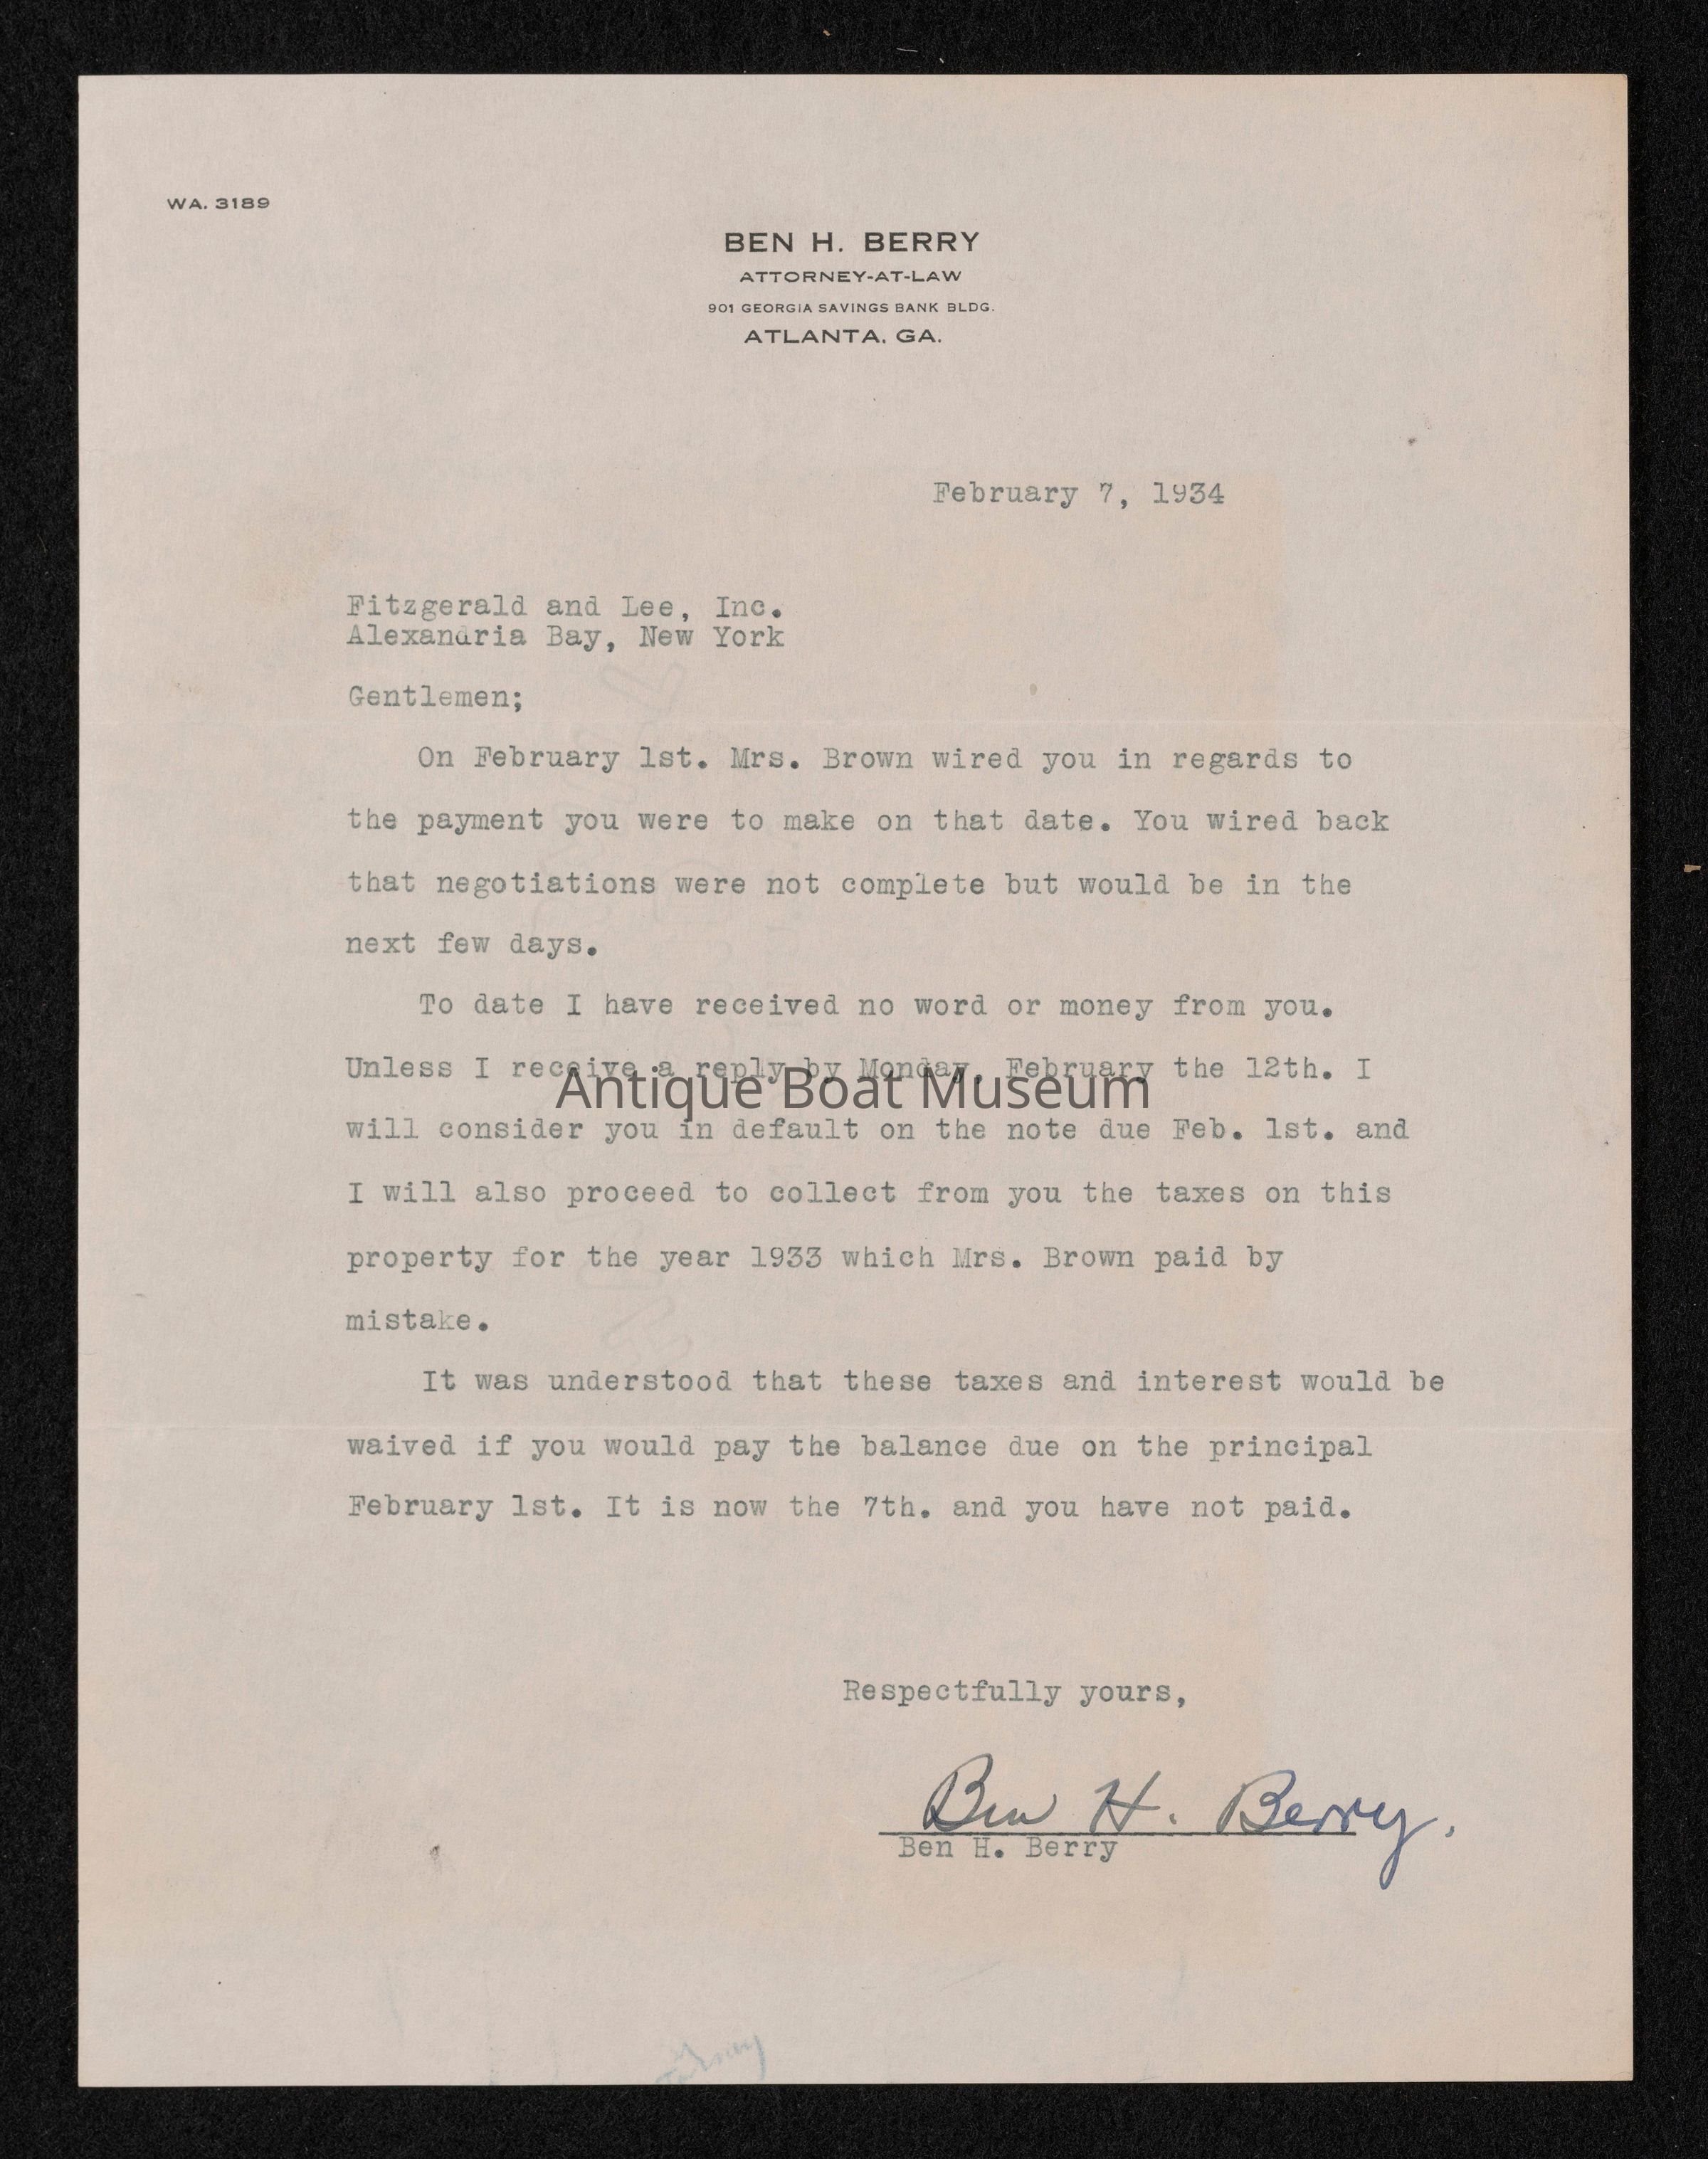 WA. 3189
BEN H. BERRY
ATTORNEY-AT-LAW
901 GEORGIA SAVINGS BANK BLDG.
ATLANTA, GA.
February 7, 1934
Fitzgerald and Lee, Inc.
Alexandria Bay, New York
Gentlemen;
On February 1st. Mrs. Brown wired you in regards to
the payment you were to make on that date. You wired back
that negotiations were not complete but would be in the
next few days.
To date I have received no word or money from you.
Unless I receive a reply by Monday, February the 12th. I
Antique Boat Museum
will consider you in default on the note due Feb. 1st. and
I will also proceed to collect from you the taxes on this
property for the year 1933 which Mrs. Brown paid by
mistake.
It was understood that these taxes and interest would be
waived if you would pay the balance due on the principal
February 1st. It is now the 7th. and you have not paid.
Respectfully yours,
Ben H. Berry.
Ben H. Berry